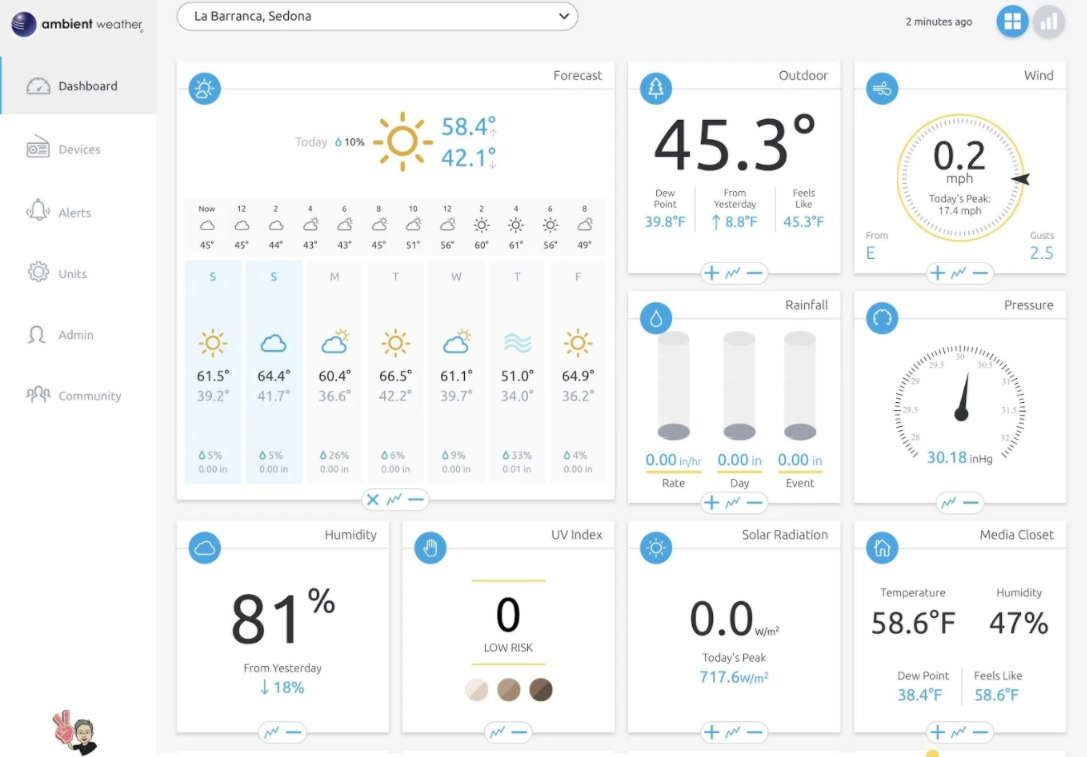 ambient weather
La Barranca, Sedona
2 minutes ago
Dashboard
Devices
Alerts
Units
Admin
Community
Forecast
Today 10%
58.4°↑
42.1°↓
Now 12 2 4 6 8 10 12 2 4 6 8
45° 45° 44° 43° 43° 45° 51° 56° 60° 61° 56° 49°
S S M T W T F
61.5° 64.4° 60.4° 66.5° 61.1° 51.0° 64.9°
39.2° 41.7° 36.6° 42.2° 39.7° 34.0° 36.2°
5% 5% 26% 6% 9% 33% 4%
0.00 in 0.00 in 0.00 in 0.00 in 0.00 in 0.01 in 0.00 in
Outdoor
45.3°
Dew Point
39.8°F
From Yesterday
↑ 8.8°F
Feels Like
45.3°F
Wind
0.2
mph
Today's Peak:
17.4 mph
From
E
Gusts
2.5
Rainfall
0.00 in/hr 0.00 in 0.00 in
Rate Day Event
Pressure
28 28.5 29 29.5 30 30.5 31 31.5 32
30.18 inHg
Humidity
81%
From Yesterday
↓ 18%
UV Index
0
LOW RISK
Solar Radiation
0.0 W/m²
Today's Peak
717.6W/m²
Media Closet
Temperature Humidity
58.6°F 47%
Dew Point Feels Like
38.4°F 58.6°F